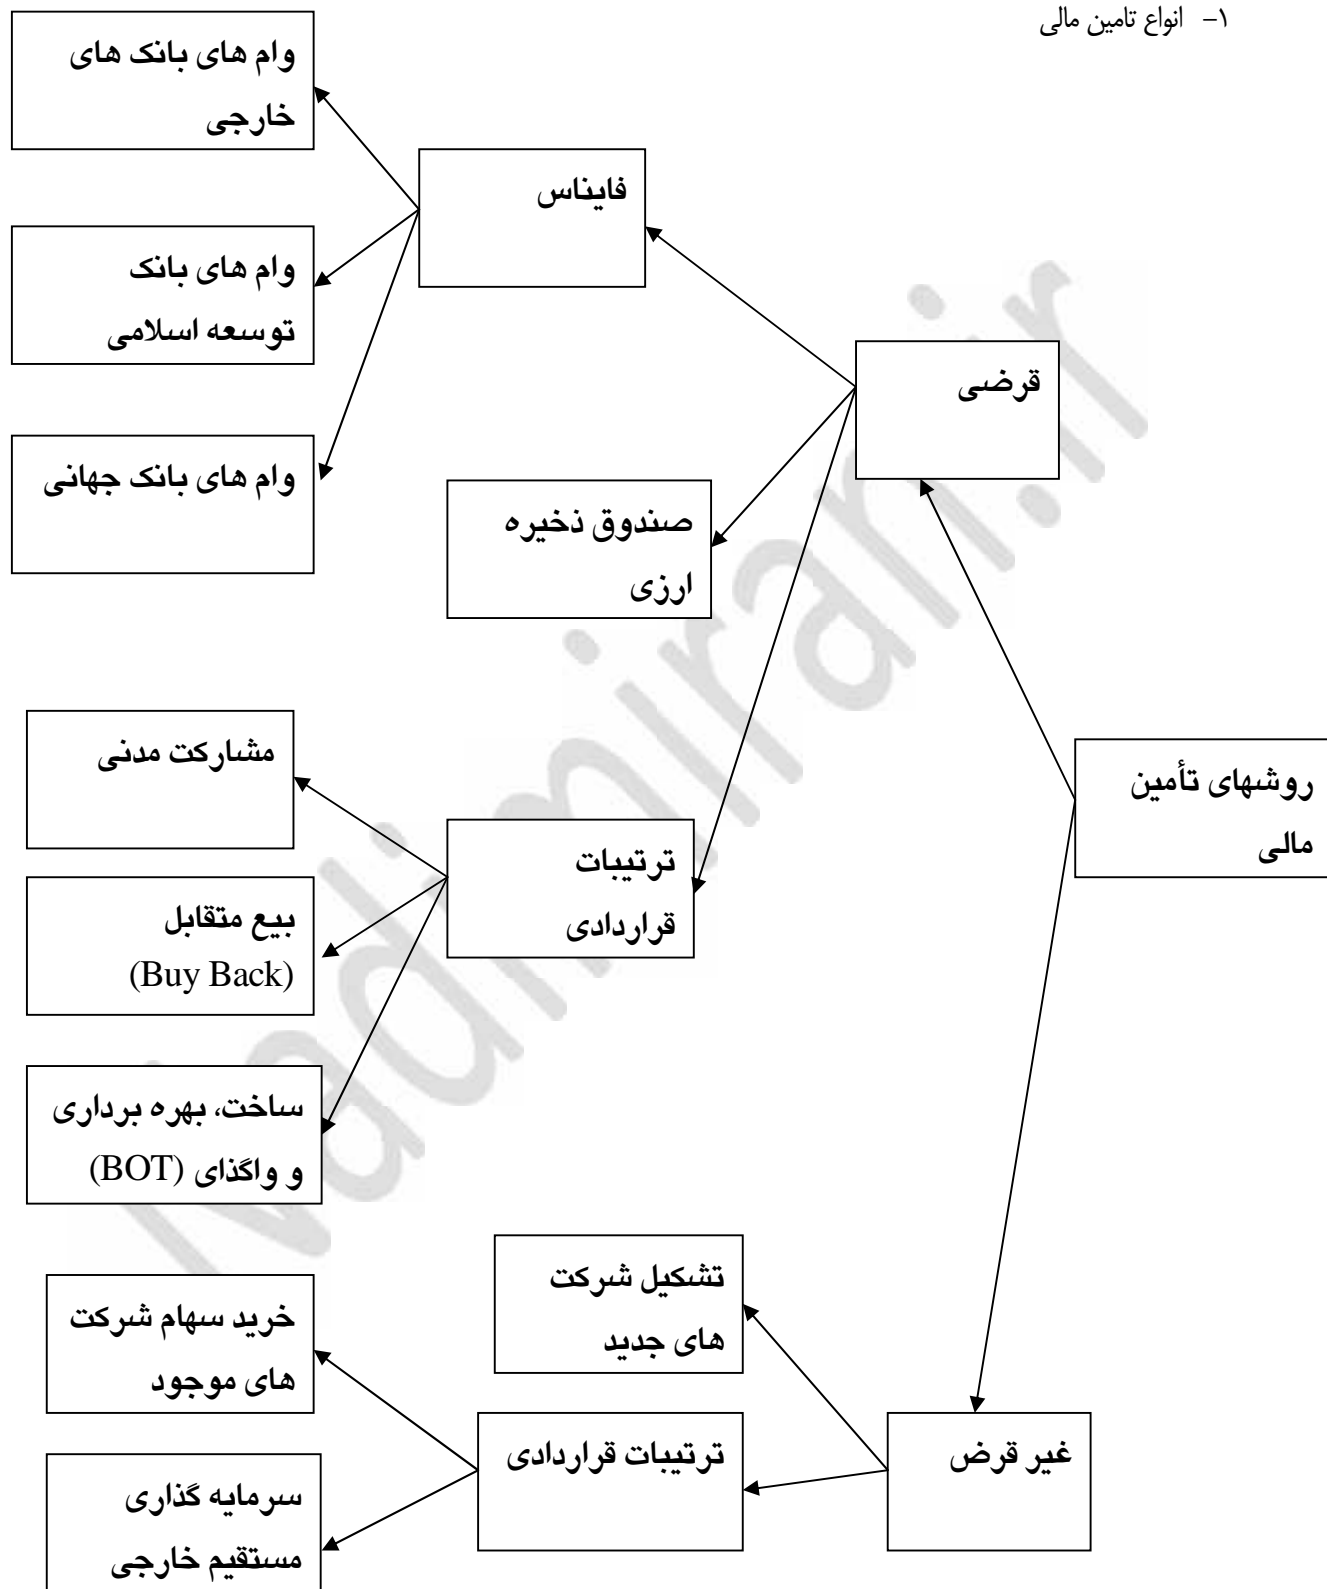 ۱- انواع تامین مالی
وام های بانک های
خارجی
فایناس
وام های بانک
توسعه اسلامی
قرضی
وام های بانک جهانی
صندوق ذخیره
ارزی
مشارکت مدنی
روشهای تأمین
مالی
ترتیبات
قراردادی
بیع متقابل
(Buy Back)
ساخت، بهره برداری
و واگذای (BOT)
تشکیل شرکت
های جدید
خرید سهام شرکت
های موجود
غیر قرض
ترتیبات قراردادی
سرمایه گذاری
مستقیم خارجی
Nadimiran.ir